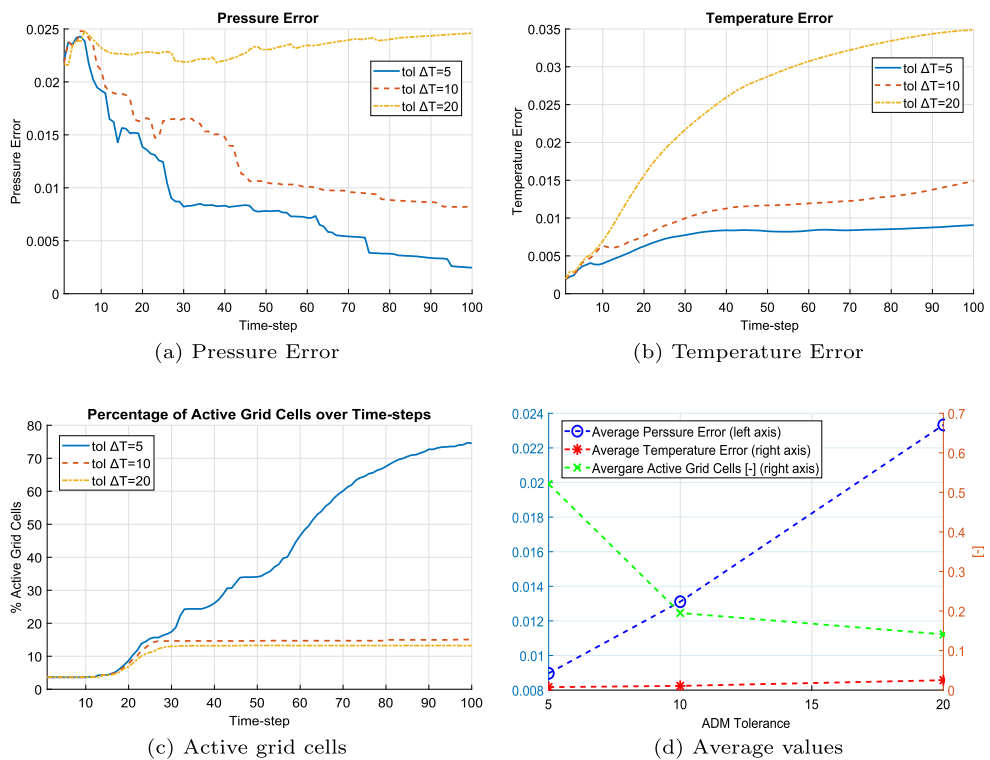 Pressure Error
0.025
0.02
0.015
0.01
0.005
0
Pressure Error
tol ΔT=5
tol ΔT=10
tol ΔT=20
10 20 30 40 50 60 70 80 90 100
Time-step
(a) Pressure Error
Temperature Error
0.035
0.03
0.025
0.02
0.015
0.01
0.005
0
Temperature Error
tol ΔT=5
tol ΔT=10
tol ΔT=20
10 20 30 40 50 60 70 80 90 100
Time-step
(b) Temperature Error
Percentage of Active Grid Cells over Time-steps
80
70
60
50
40
30
20
10
0
% Active Grid Cells
tol ΔT=5
tol ΔT=10
tol ΔT=20
10 20 30 40 50 60 70 80 90 100
Time-step
(c) Active grid cells
0.024
0.022
0.02
0.018
0.016
0.014
0.012
0.01
0.008
Average Perssure Error (left axis)
Average Temperature Error (right axis)
Avergare Active Grid Cells [-] (right axis)
0.7
0.6
0.5
0.4
0.3
0.2
0.1
0
[-]
5 10 15 20
ADM Tolerance
(d) Average values